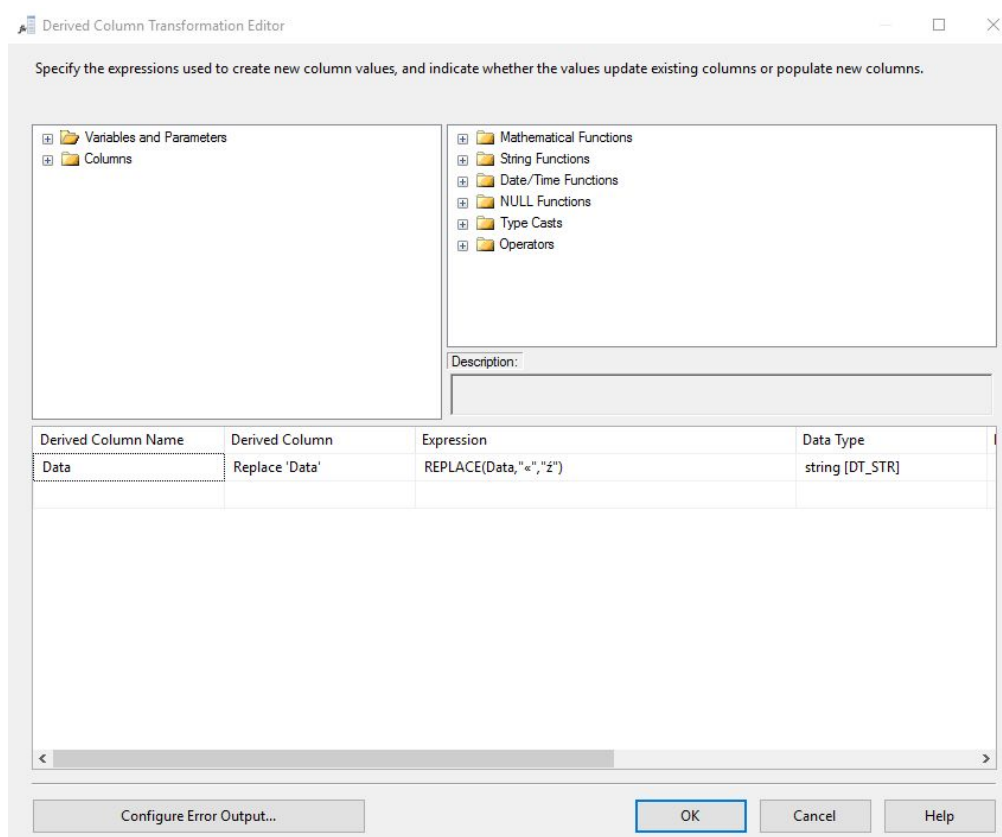 Derived Column Transformation Editor
Specify the expressions used to create new column values, and indicate whether the values update existing columns or populate new columns.
Variables and Parameters
Columns
Mathematical Functions
String Functions
Date/Time Functions
NULL Functions
Type Casts
Operators
Description:
Derived Column Name Derived Column Expression Data Type
Data Replace 'Data' REPLACE(Data,"«","ź") string [DT_STR]
Configure Error Output... OK Cancel Help